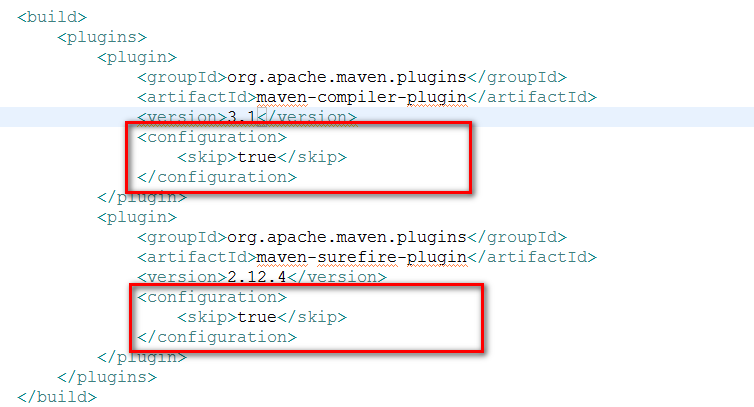 <build>
<plugins>
<plugin>
<groupId>org.apache.maven.plugins</groupId>
<artifactId>maven-compiler-plugin</artifactId>
<version>3.1</version>
<configuration>
<skip>true</skip>
</configuration>
</plugin>
<plugin>
<groupId>org.apache.maven.plugins</groupId>
<artifactId>maven-surefire-plugin</artifactId>
<version>2.12.4</version>
<configuration>
<skip>true</skip>
</configuration>
</plugin>
</plugins>
</build>